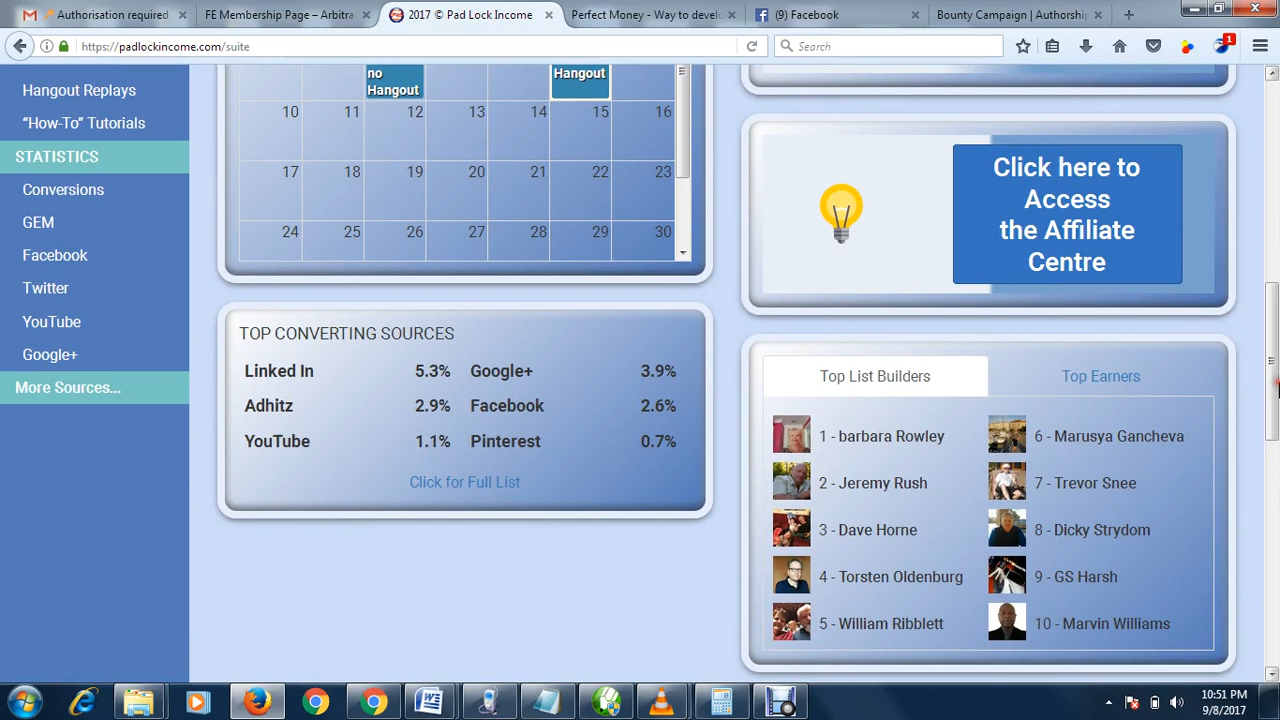 Authorisation required
FE Membership Page – Arbitra
2017 © Pad Lock Income
Perfect Money - Way to devel
(9) Facebook
Bounty Campaign | Authorshi
https://padlockincome.com/suite
Search
1
Hangout Replays
“How-To” Tutorials
STATISTICS
Conversions
GEM
Facebook
Twitter
YouTube
Google+
More Sources...
no
Hangout
Hangout
10 11 12 13 14 15 16
17 18 19 20 21 22 23
24 25 26 27 28 29 30
TOP CONVERTING SOURCES
Linked In 5.3% Google+ 3.9%
Adhitz 2.9% Facebook 2.6%
YouTube 1.1% Pinterest 0.7%
Click for Full List
Click here to
Access
the Affiliate
Centre
Top List Builders
Top Earners
1 - barbara Rowley
2 - Jeremy Rush
3 - Dave Horne
4 - Torsten Oldenburg
5 - William Ribblett
6 - Marusya Gancheva
7 - Trevor Snee
8 - Dicky Strydom
9 - GS Harsh
10 - Marvin Williams
10:51 PM
9/8/2017